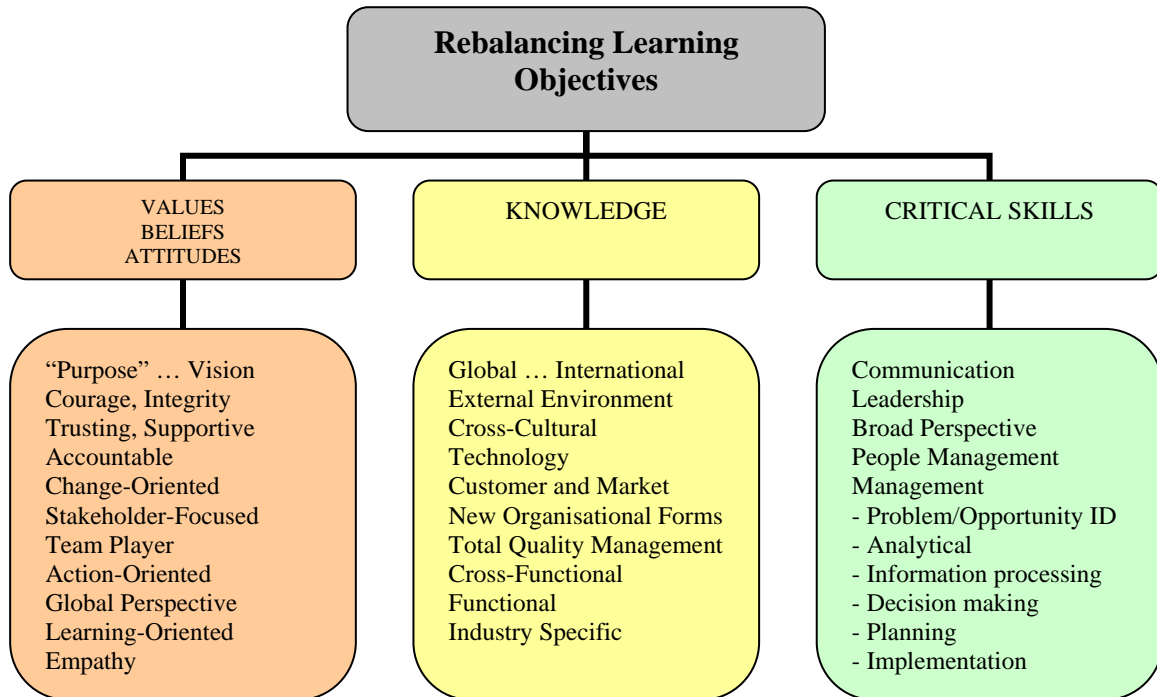 Rebalancing Learning
Objectives
VALUES
BELIEFS
ATTITUDES
“Purpose” … Vision
Courage, Integrity
Trusting, Supportive
Accountable
Change-Oriented
Stakeholder-Focused
Team Player
Action-Oriented
Global Perspective
Learning-Oriented
Empathy
KNOWLEDGE
Global … International
External Environment
Cross-Cultural
Technology
Customer and Market
New Organisational Forms
Total Quality Management
Cross-Functional
Functional
Industry Specific
CRITICAL SKILLS
Communication
Leadership
Broad Perspective
People Management
Management
- Problem/Opportunity ID
- Analytical
- Information processing
- Decision making
- Planning
- Implementation